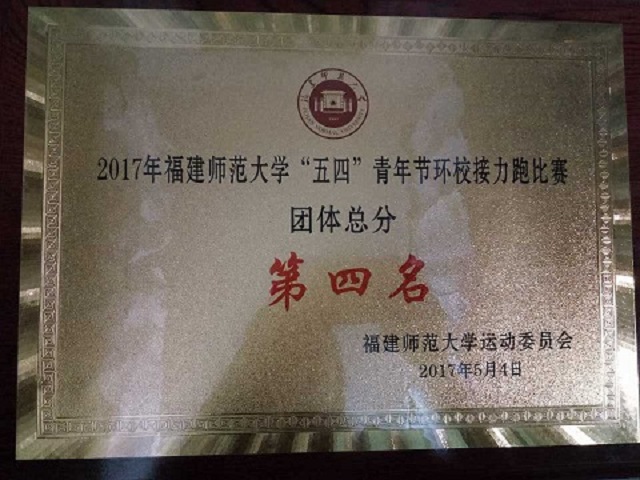 2017年福建师范大学“五四”青年节环校接力跑比赛
团体总分
第四名
福建师范大学运动委员会
2017年5月4日